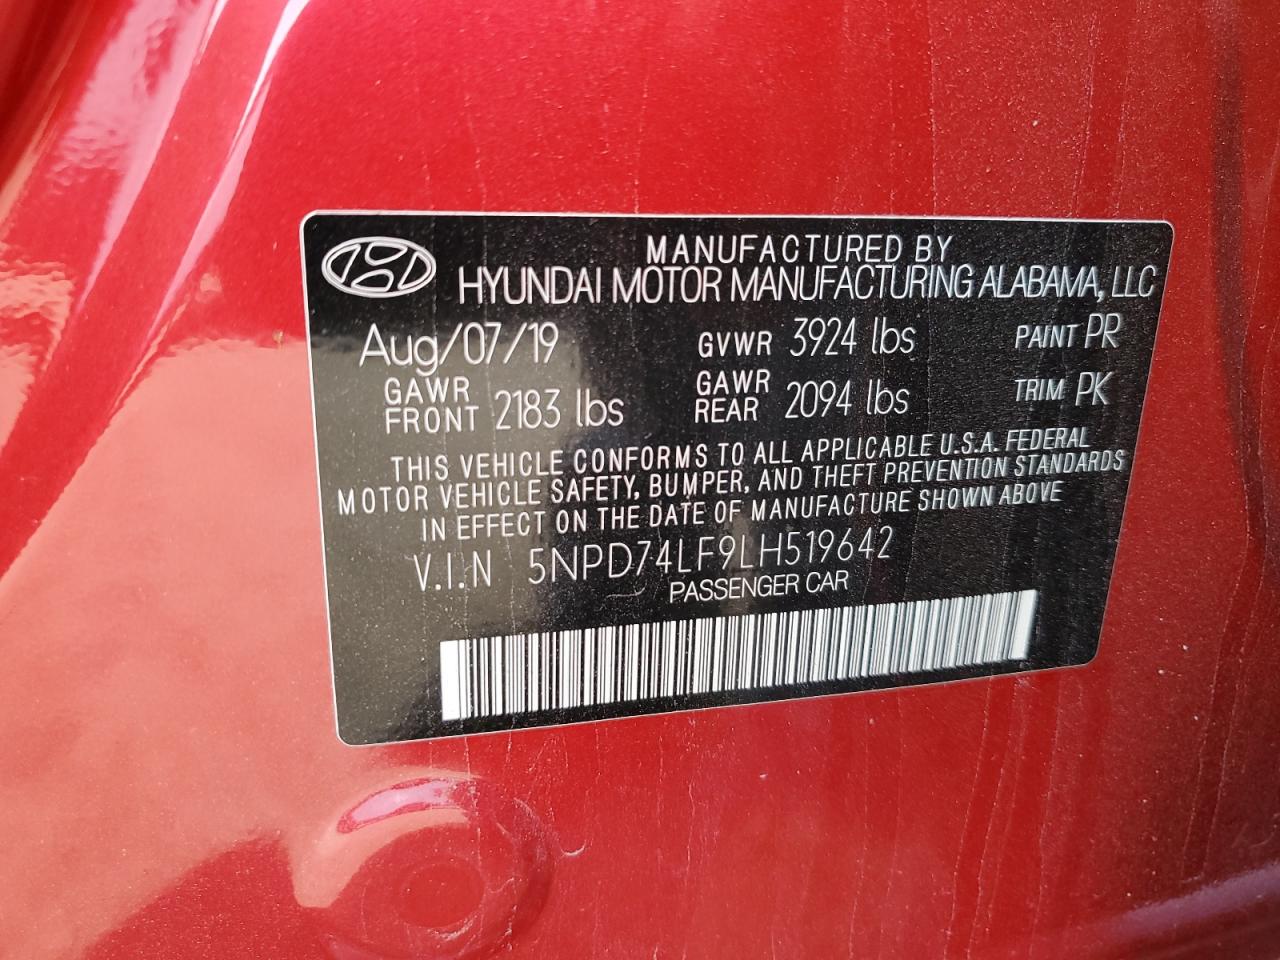 MANUFACTURED BY
HYUNDAI MOTOR MANUFACTURING ALABAMA, LLC
Aug/07/19 GVWR 3924 lbs PAINT PR
GAWR FRONT 2183 lbs GAWR REAR 2094 lbs TRIM PK
THIS VEHICLE CONFORMS TO ALL APPLICABLE U.S.A. FEDERAL
MOTOR VEHICLE SAFETY, BUMPER, AND THEFT PREVENTION STANDARDS
IN EFFECT ON THE DATE OF MANUFACTURE SHOWN ABOVE
V.I.N 5NPD74LF9LH519642
PASSENGER CAR